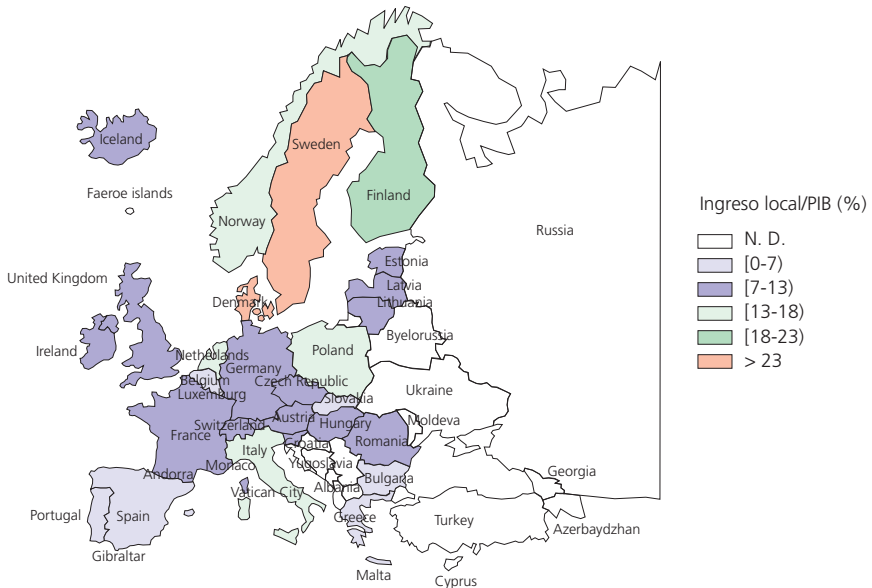 Iceland
Sweden
Faeroe islands
Finland
Norway
Russia
Ingreso local/PIB (%)
N. D.
[0-7)
[7-13)
[13-18)
[18-23)
> 23
Estonia
United Kingdom
Latvia
Denmark
Lithuania
Byelorussia
Ireland
Netherlands
Poland
Germany
Belgium
Czech Republic
Ukraine
Luxemburg
Slovakia
Switzerland
Austria
Hungary
Moldeva
France
Croatia
Romania
Italy
Monaco
Yugoslavia
Andorra
Georgia
Bulgaria
Albania
Vatican City
Portugal
Spain
Greece
Turkey
Azerbaydzhan
Gibraltar
Malta
Cyprus